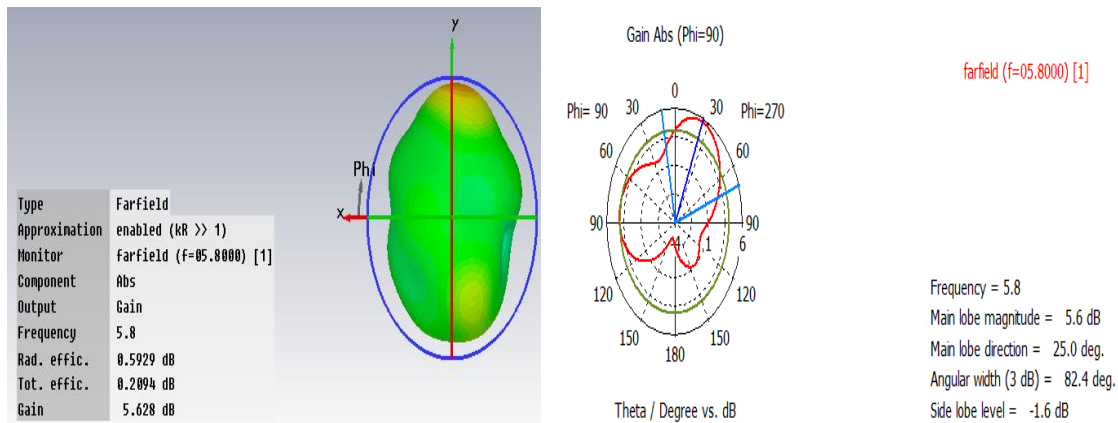 y
Phi
x
Type Farfield
Approximation enabled (kR >> 1)
Monitor farfield (f=05.8000) [1]
Component Abs
Output Gain
Frequency 5.8
Rad. effic. 0.5929 dB
Tot. effic. 0.2094 dB
Gain 5.628 dB
Gain Abs (Phi=90)
farfield (f=05.8000) [1]
Phi= 90 30 0 30 Phi=270
60 60
90 -4 1 6 90
120 120
150 180 150
Theta / Degree vs. dB
Frequency = 5.8
Main lobe magnitude = 5.6 dB
Main lobe direction = 25.0 deg.
Angular width (3 dB) = 82.4 deg.
Side lobe level = -1.6 dB